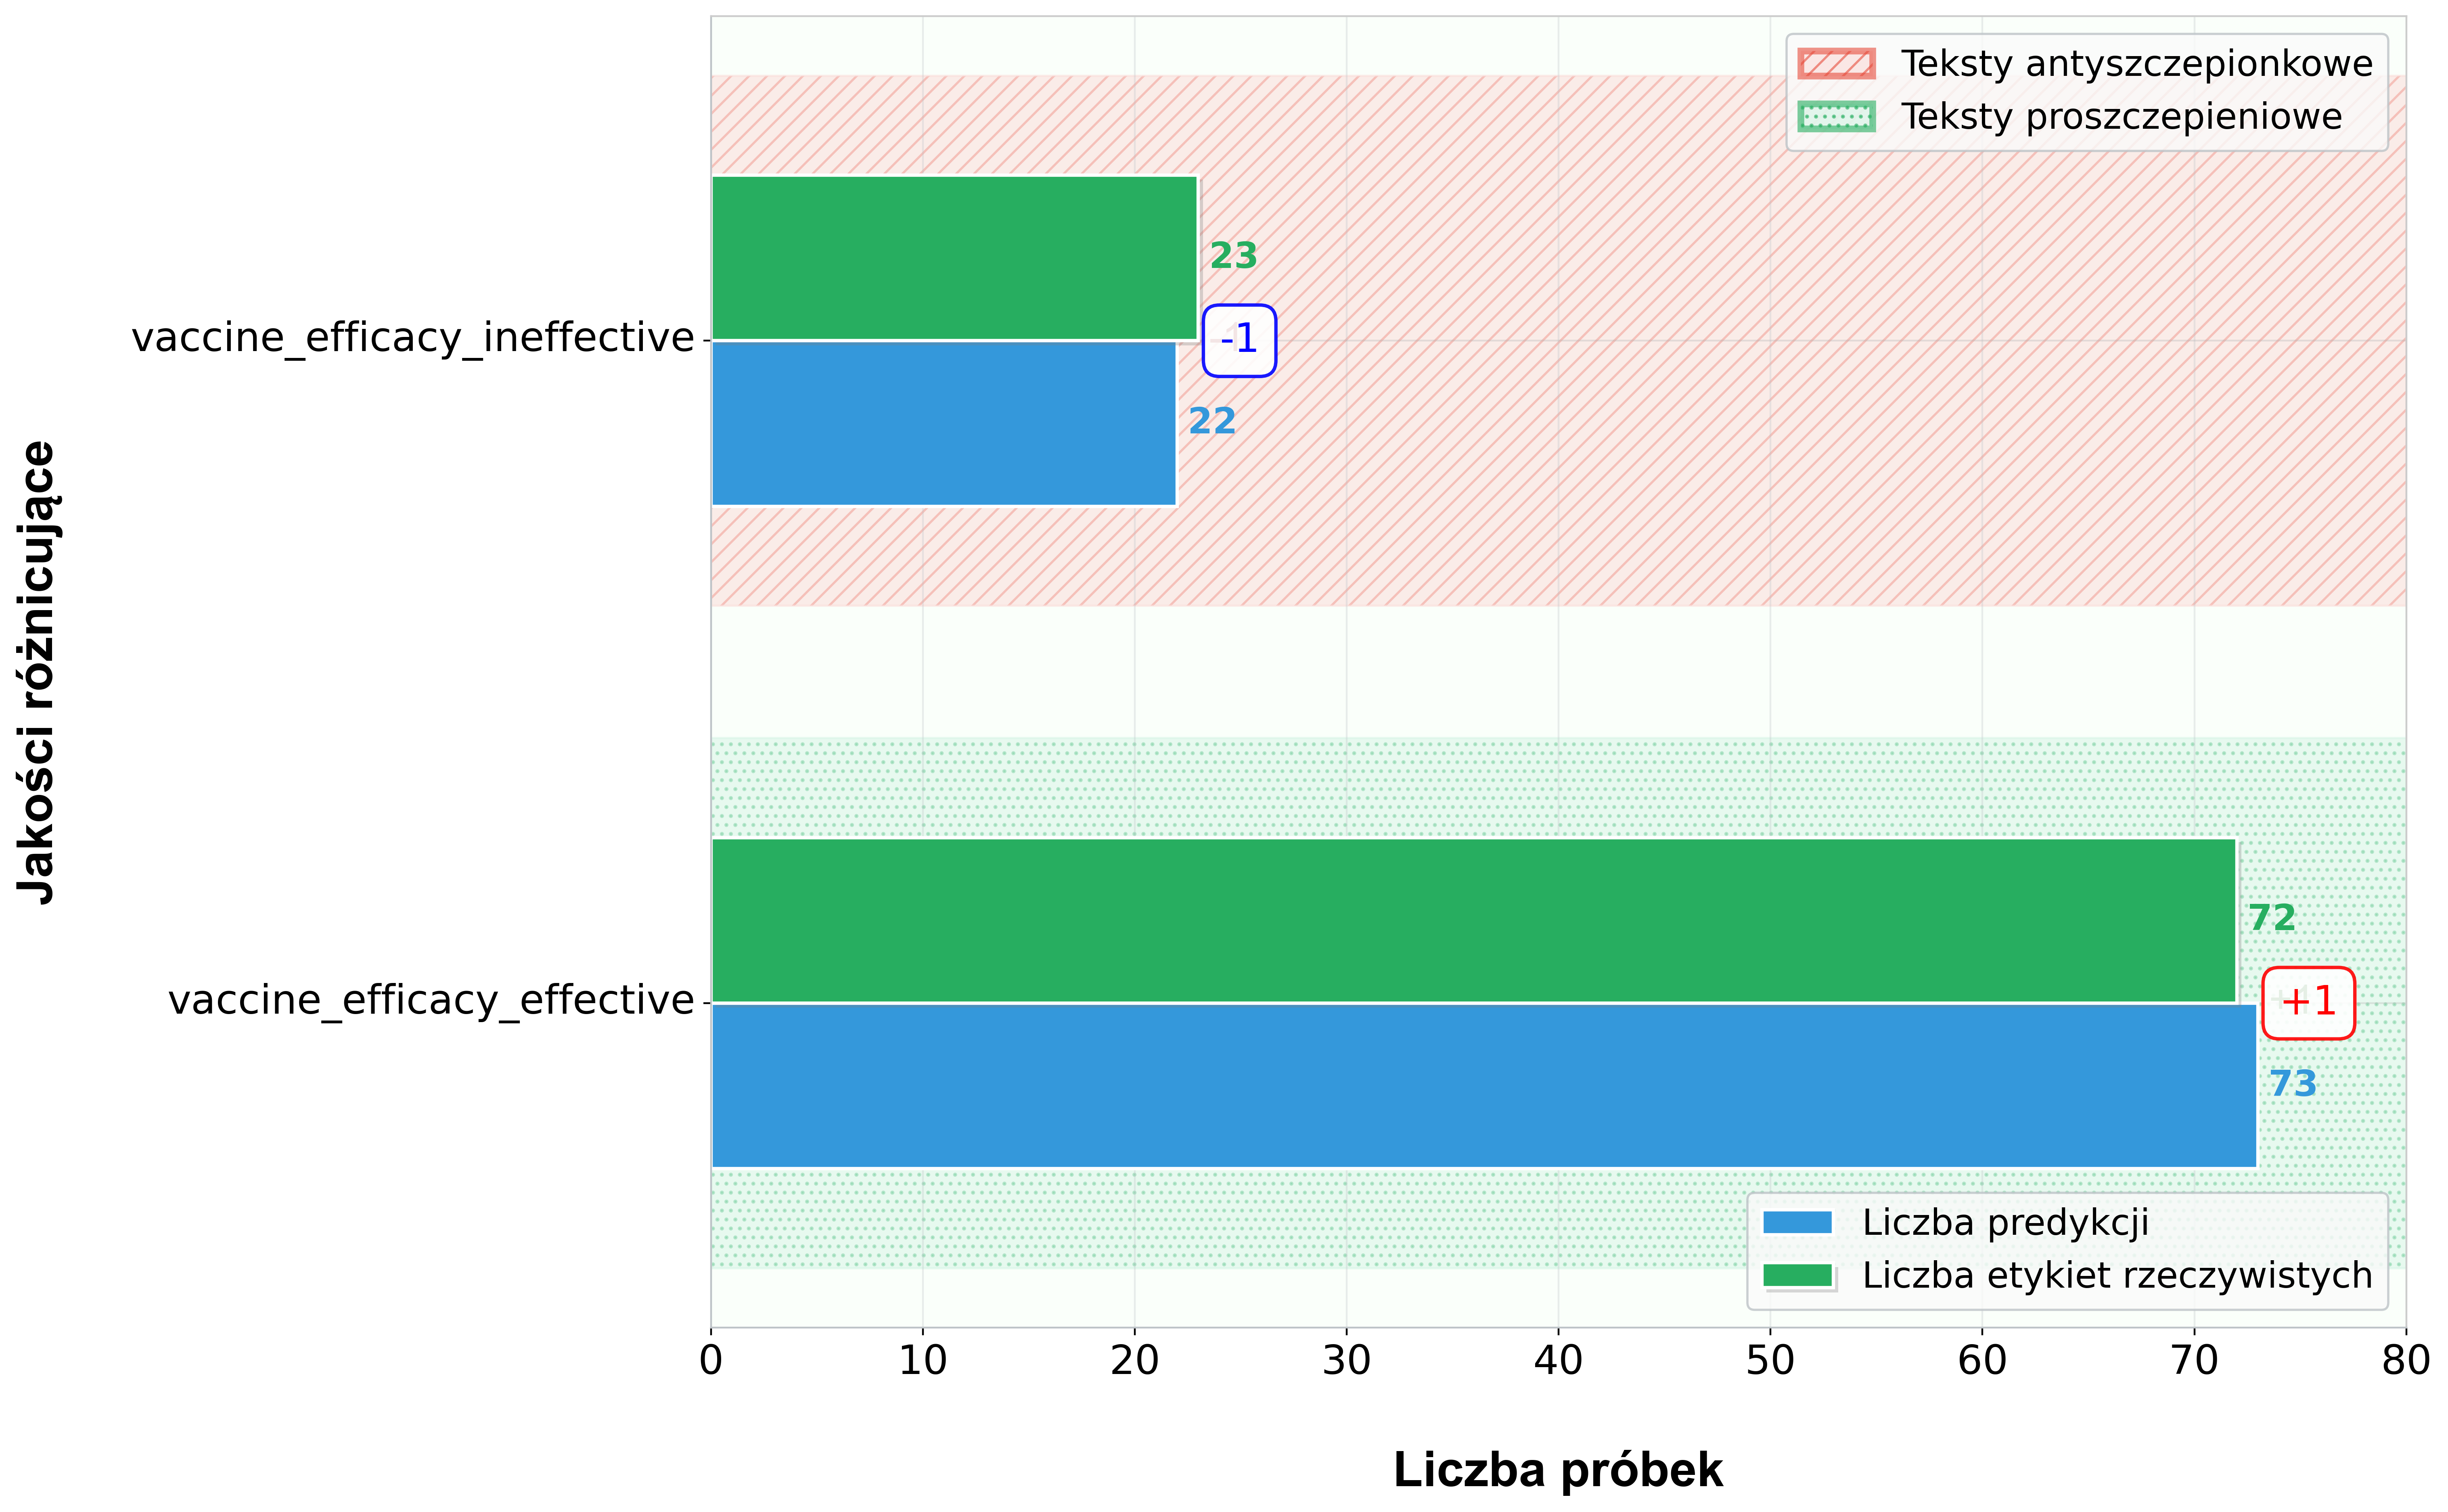 Teksty antyszczepionkowe
Teksty proszczepieniowe
23
vaccine_efficacy_ineffective
-1
22
Jakości różnicujące
72
vaccine_efficacy_effective
+1
73
Liczba predykcji
Liczba etykiet rzeczywistych
0 10 20 30 40 50 60 70 80
Liczba próbek